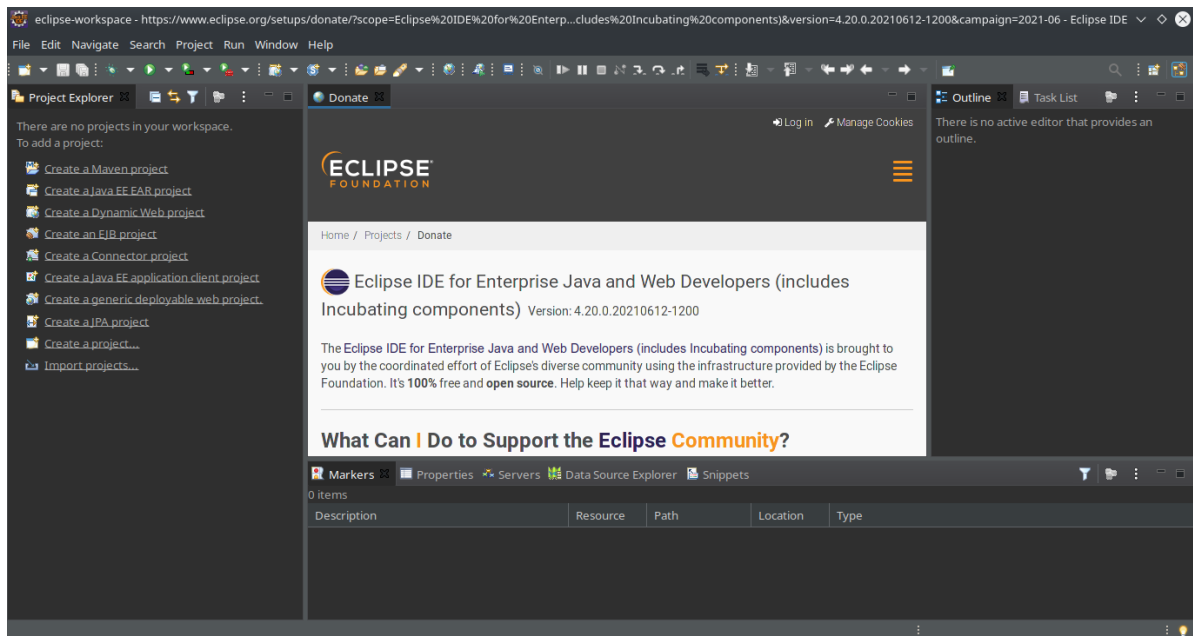 eclipse-workspace - https://www.eclipse.org/setups/donate/?scope=Eclipse%20IDE%20for%20Enterp...cludes%20Incubating%20components)&version=4.20.0.20210612-1200&campaign=2021-06 - Eclipse IDE
File Edit Navigate Search Project Run Window Help
Project Explorer
There are no projects in your workspace.
To add a project:
Create a Maven project
Create a Java EE EAR project
Create a Dynamic Web project
Create an EJB project
Create a Connector project
Create a Java EE application client project
Create a generic deployable web project.
Create a JPA project
Create a project...
Import projects...
Donate
Log in Manage Cookies
ECLIPSE
FOUNDATION
Home / Projects / Donate
Eclipse IDE for Enterprise Java and Web Developers (includes
Incubating components) Version: 4.20.0.20210612-1200
The Eclipse IDE for Enterprise Java and Web Developers (includes Incubating components) is brought to
you by the coordinated effort of Eclipse's diverse community using the infrastructure provided by the Eclipse
Foundation. It's 100% free and open source. Help keep it that way and make it better.
What Can I Do to Support the Eclipse Community?
Outline Task List
There is no active editor that provides an
outline.
Markers Properties Servers Data Source Explorer Snippets
0 items
Description Resource Path Location Type